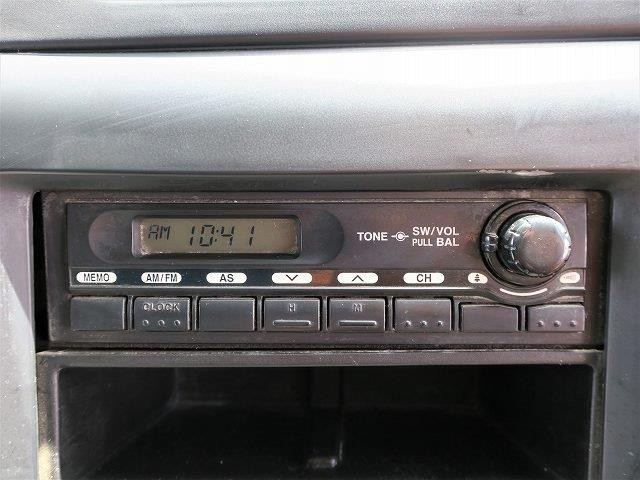 AM 10:41
TONE SW/VOL
PULL BAL
MEMO AM/FM AS CH
CLOCK H M